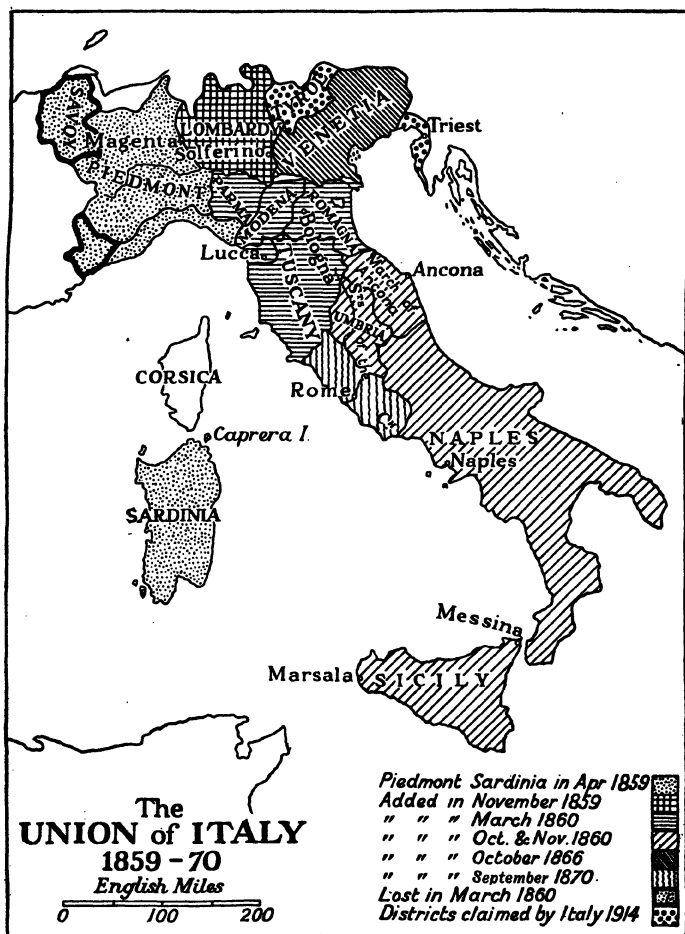 SAVOY
PIEDMONT
Magenta
LOMBARDY
Solferino
TYROL
VENETIA
Triest
PARMA
MODENA
ROMAGNA
Bologna
Lucca
TUSCANY
March of
Ancona
Ancona
UMBRIA
Rome
CORSICA
Caprera I.
SARDINIA
NAPLES
Naples
Messina
Marsala
SICILY
The
UNION of ITALY
1859-70
English Miles
0 100 200
Piedmont Sardinia in Apr 1859
Added in November 1859
" " " March 1860
" " " Oct. & Nov. 1860
" " " October 1866
" " " September 1870.
Lost in March 1860
Districts claimed by Italy 1914